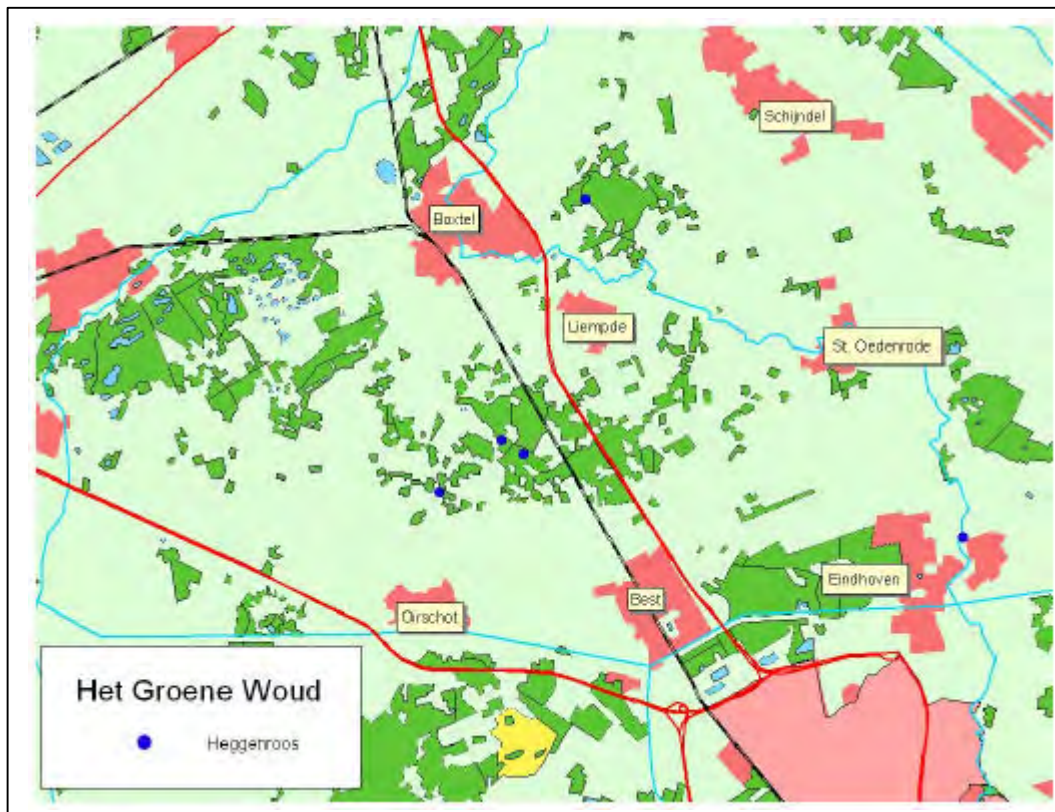 Schijndel
Boxtel
Liempde
St. Oedenrode
Eindhoven
Best
Oirschot
Het Groene Woud
Heggenroos